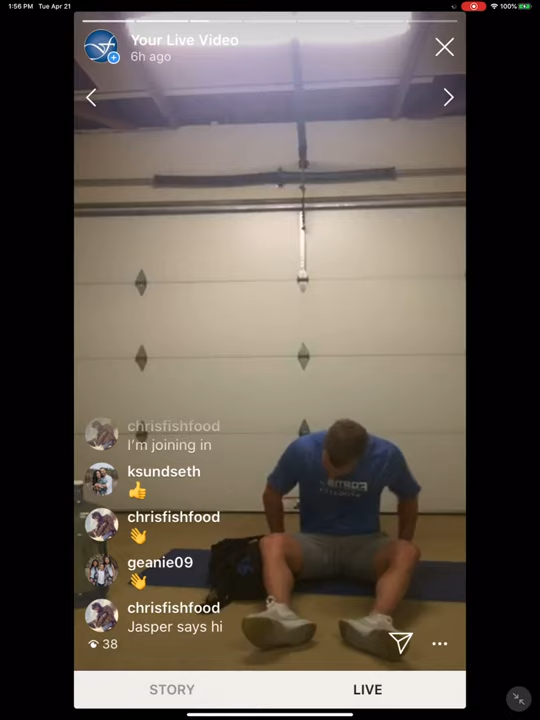 1:56 PM Tue Apr 21
100%
Your Live Video
6h ago
chrisfishfood
I'm joining in
ksundseth
👍
chrisfishfood
👋
geanie09
👋
chrisfishfood
Jasper says hi
38
STORY
LIVE